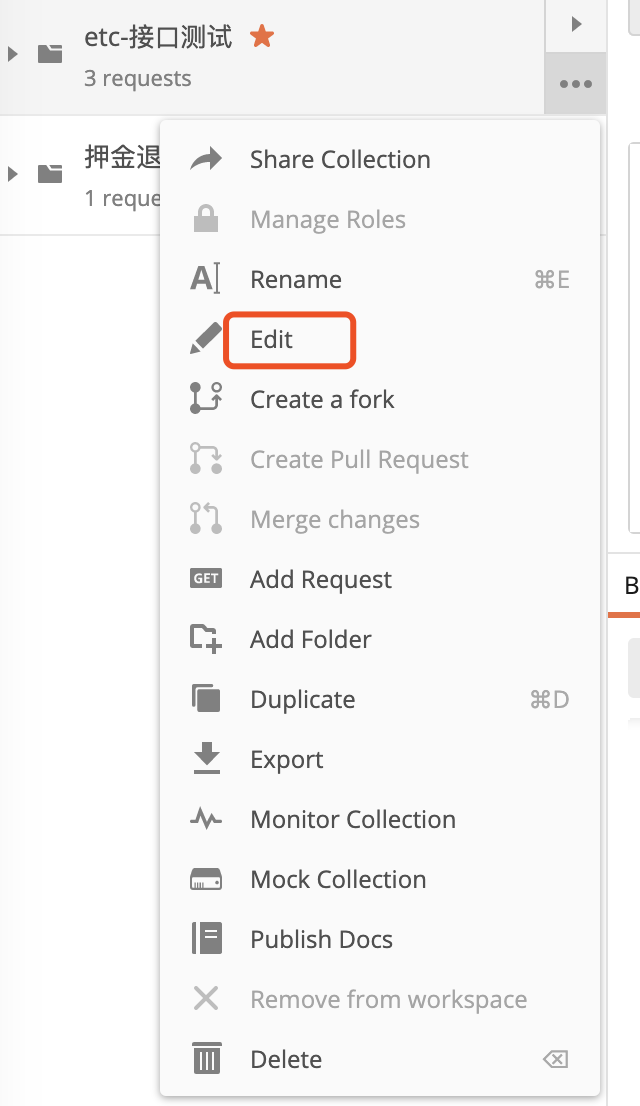 etc-接口测试
3 requests
押金退
1 reque
Share Collection
Manage Roles
Rename ⌘E
Edit
Create a fork
Create Pull Request
Merge changes
GET Add Request
Add Folder
Duplicate ⌘D
Export
Monitor Collection
Mock Collection
Publish Docs
Remove from workspace
Delete ⌫
B